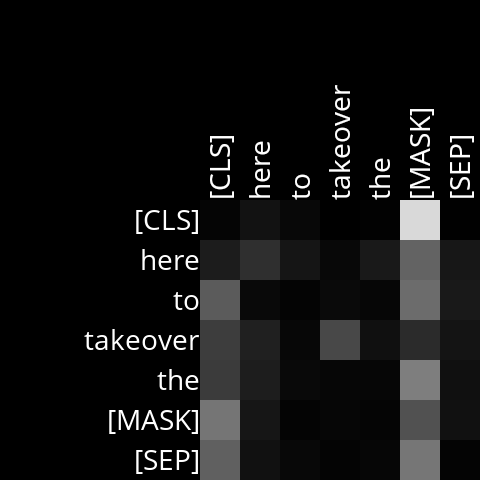 [CLS] here to takeover the [MASK] [SEP]
[CLS]
here
to
takeover
the
[MASK]
[SEP]